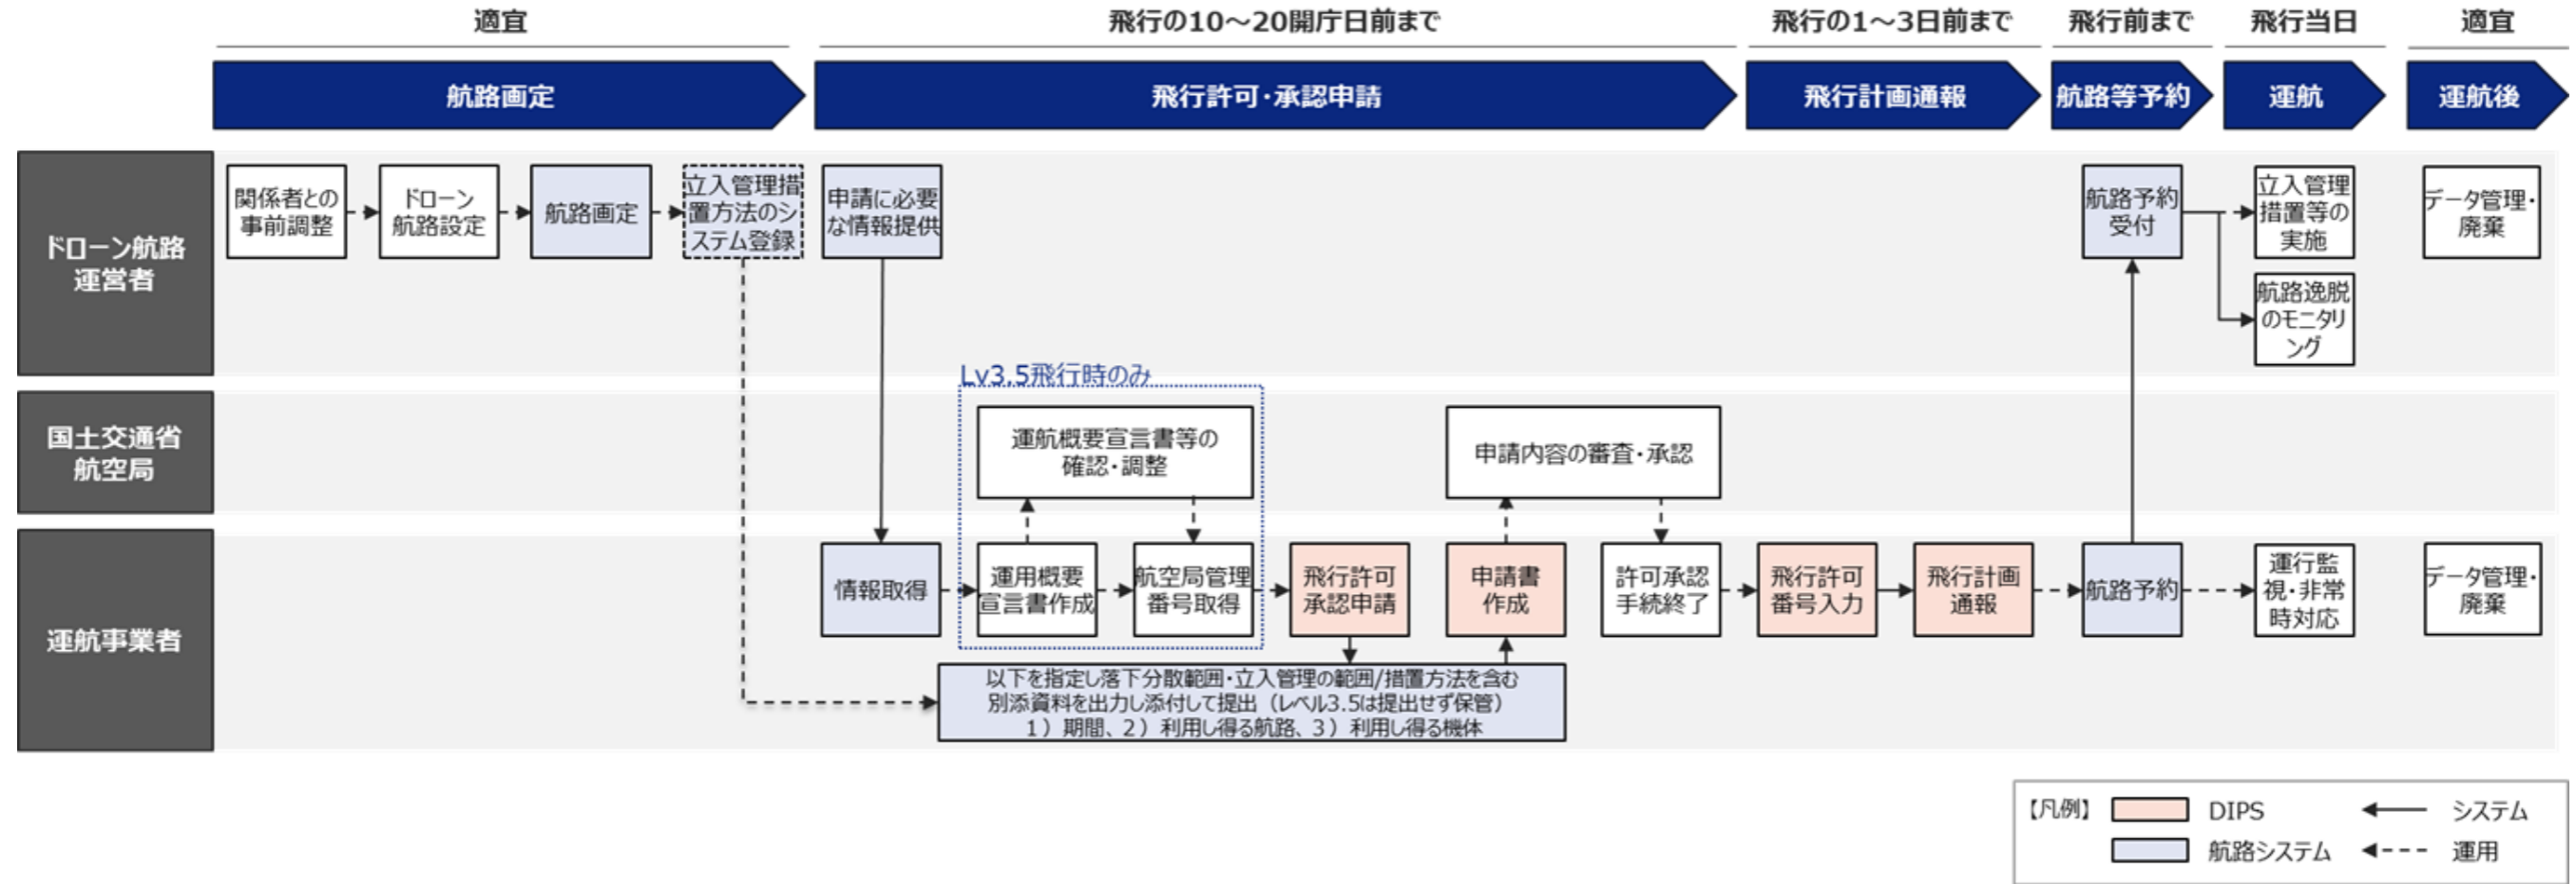 適宜
飛行の10～20開庁日前まで
飛行の1～3日前まで
飛行前まで
飛行当日
適宜
航路画定
飛行許可・承認申請
飛行計画通報
航路等予約
運航
運航後
ドローン航路
運営者
関係者との
事前調整
ドローン
航路設定
航路画定
立入管理措
置方法のシ
ステム登録
申請に必要
な情報提供
航路予約
受付
立入管理
措置等の
実施
航路逸脱
のモニタリ
ング
データ管理・
廃棄
国土交通省
航空局
Lv3.5飛行時のみ
運航概要宣言書等の
確認・調整
申請内容の審査・承認
運航事業者
情報取得
運用概要
宣言書作成
航空局管理
番号取得
飛行許可
承認申請
申請書
作成
許可承認
手続終了
飛行許可
番号入力
飛行計画
通報
航路予約
運行監
視・非常
時対応
データ管理・
廃棄
以下を指定し落下分散範囲・立入管理の範囲/措置方法を含む
別添資料を出力し添付して提出（レベル3.5は提出せず保管）
1）期間、2）利用し得る航路、3）利用し得る機体
【凡例】
DIPS
システム
航路システム
運用